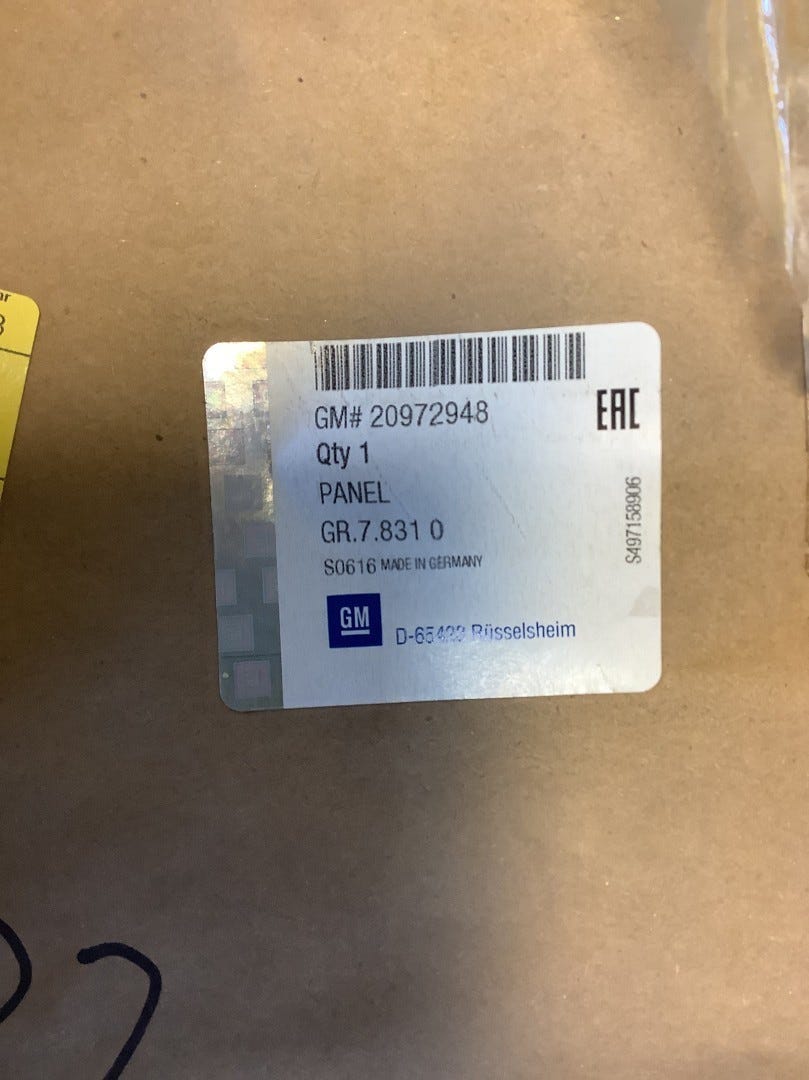 GM# 20972948
EAC
Qty 1
PANEL
GR.7.831 0
S0616 MADE IN GERMANY
S497158906
GM
Rüsselsheim